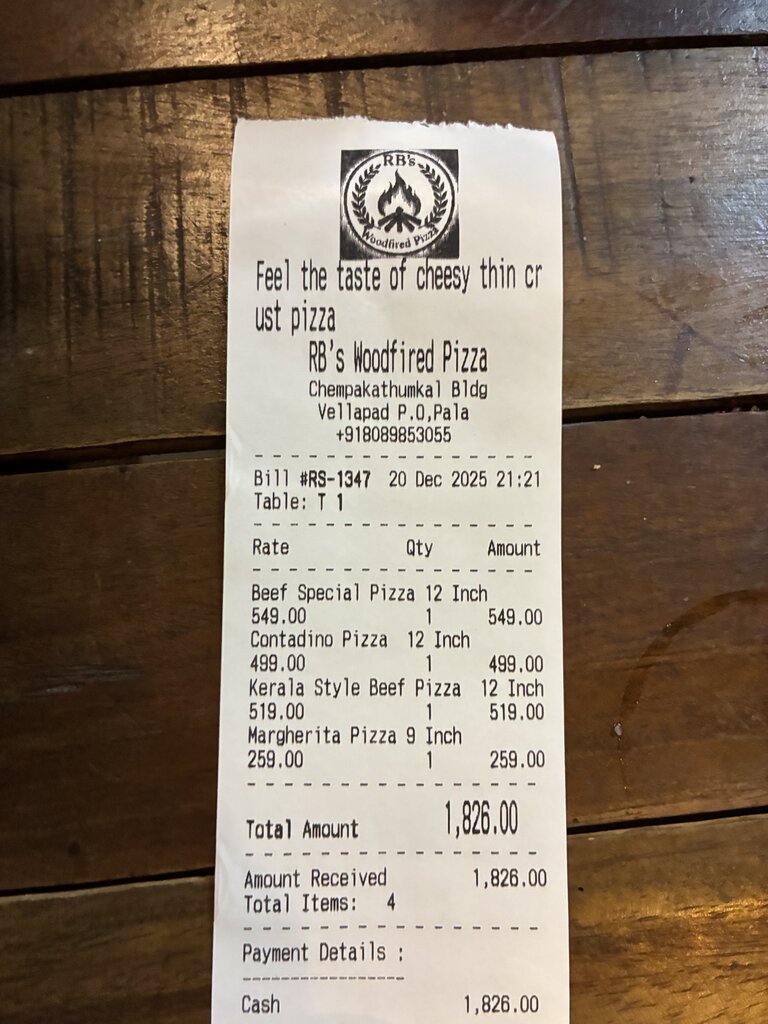 RB's
Woodfired Pizza
Feel the taste of cheesy thin cr
ust pizza
RB's Woodfired Pizza
Chempakathumkal Bldg
Vellapad P.O,Pala
+918089853055
Bill #RS-1347 20 Dec 2025 21:21
Table: T 1
Rate Qty Amount
Beef Special Pizza 12 Inch
549.00 1 549.00
Contadino Pizza 12 Inch
499.00 1 499.00
Kerala Style Beef Pizza 12 Inch
519.00 1 519.00
Margherita Pizza 9 Inch
259.00 1 259.00
Total Amount 1,826.00
Amount Received 1,826.00
Total Items: 4
Payment Details :
Cash 1,826.00